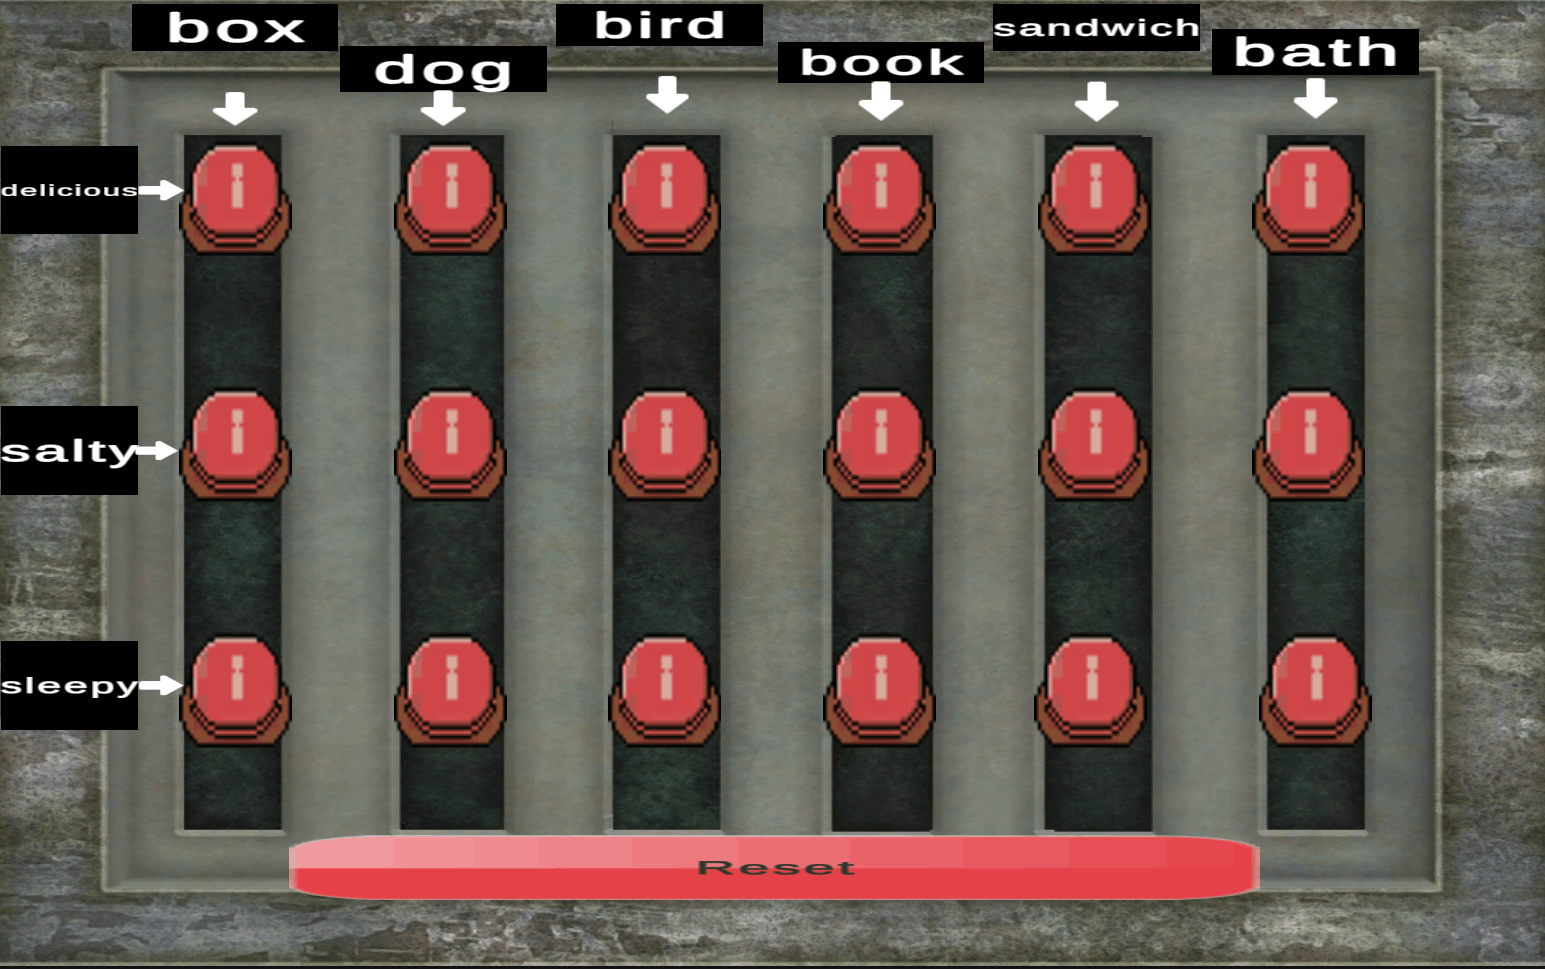 box
dog
bird
book
sandwich
bath
delicious
salty
sleepy
Reset